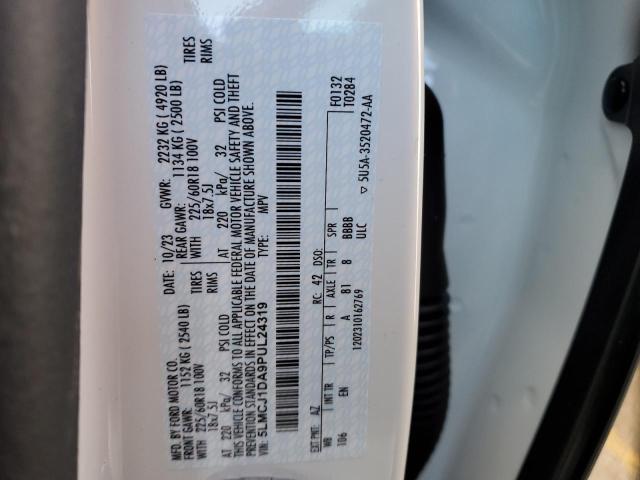 MFD. BY FORD MOTOR CO.
DATE: 10/23 GVWR: 2232 KG ( 4920 LB)
FRONT GAWR: 1152 KG ( 2540 LB) REAR GAWR: 1134 KG ( 2500 LB)
225/60R18 100V TIRES WITH 225/60R18 100V TIRES
18x7.5J RIMS 18x7.5J RIMS
AT 220 kPa/ 32 PSI COLD AT 220 kPa/ 32 PSI COLD
THIS VEHICLE CONFORMS TO ALL APPLICABLE FEDERAL MOTOR VEHICLE SAFETY AND THEFT
PREVENTION STANDARDS IN EFFECT ON THE DATE OF MANUFACTURE SHOWN ABOVE.
VIN: 5LMCJ1DA9PUL24319 TYPE: MPV
F0132
T0284
EXT PNT: AZ RC: 42 DSO:
WB INT TR TP/PS R AXLE TR SPR
106 EN A 81 8 BBBB
ULC
1202310162769 ▽ 5U5A-3520472-AA